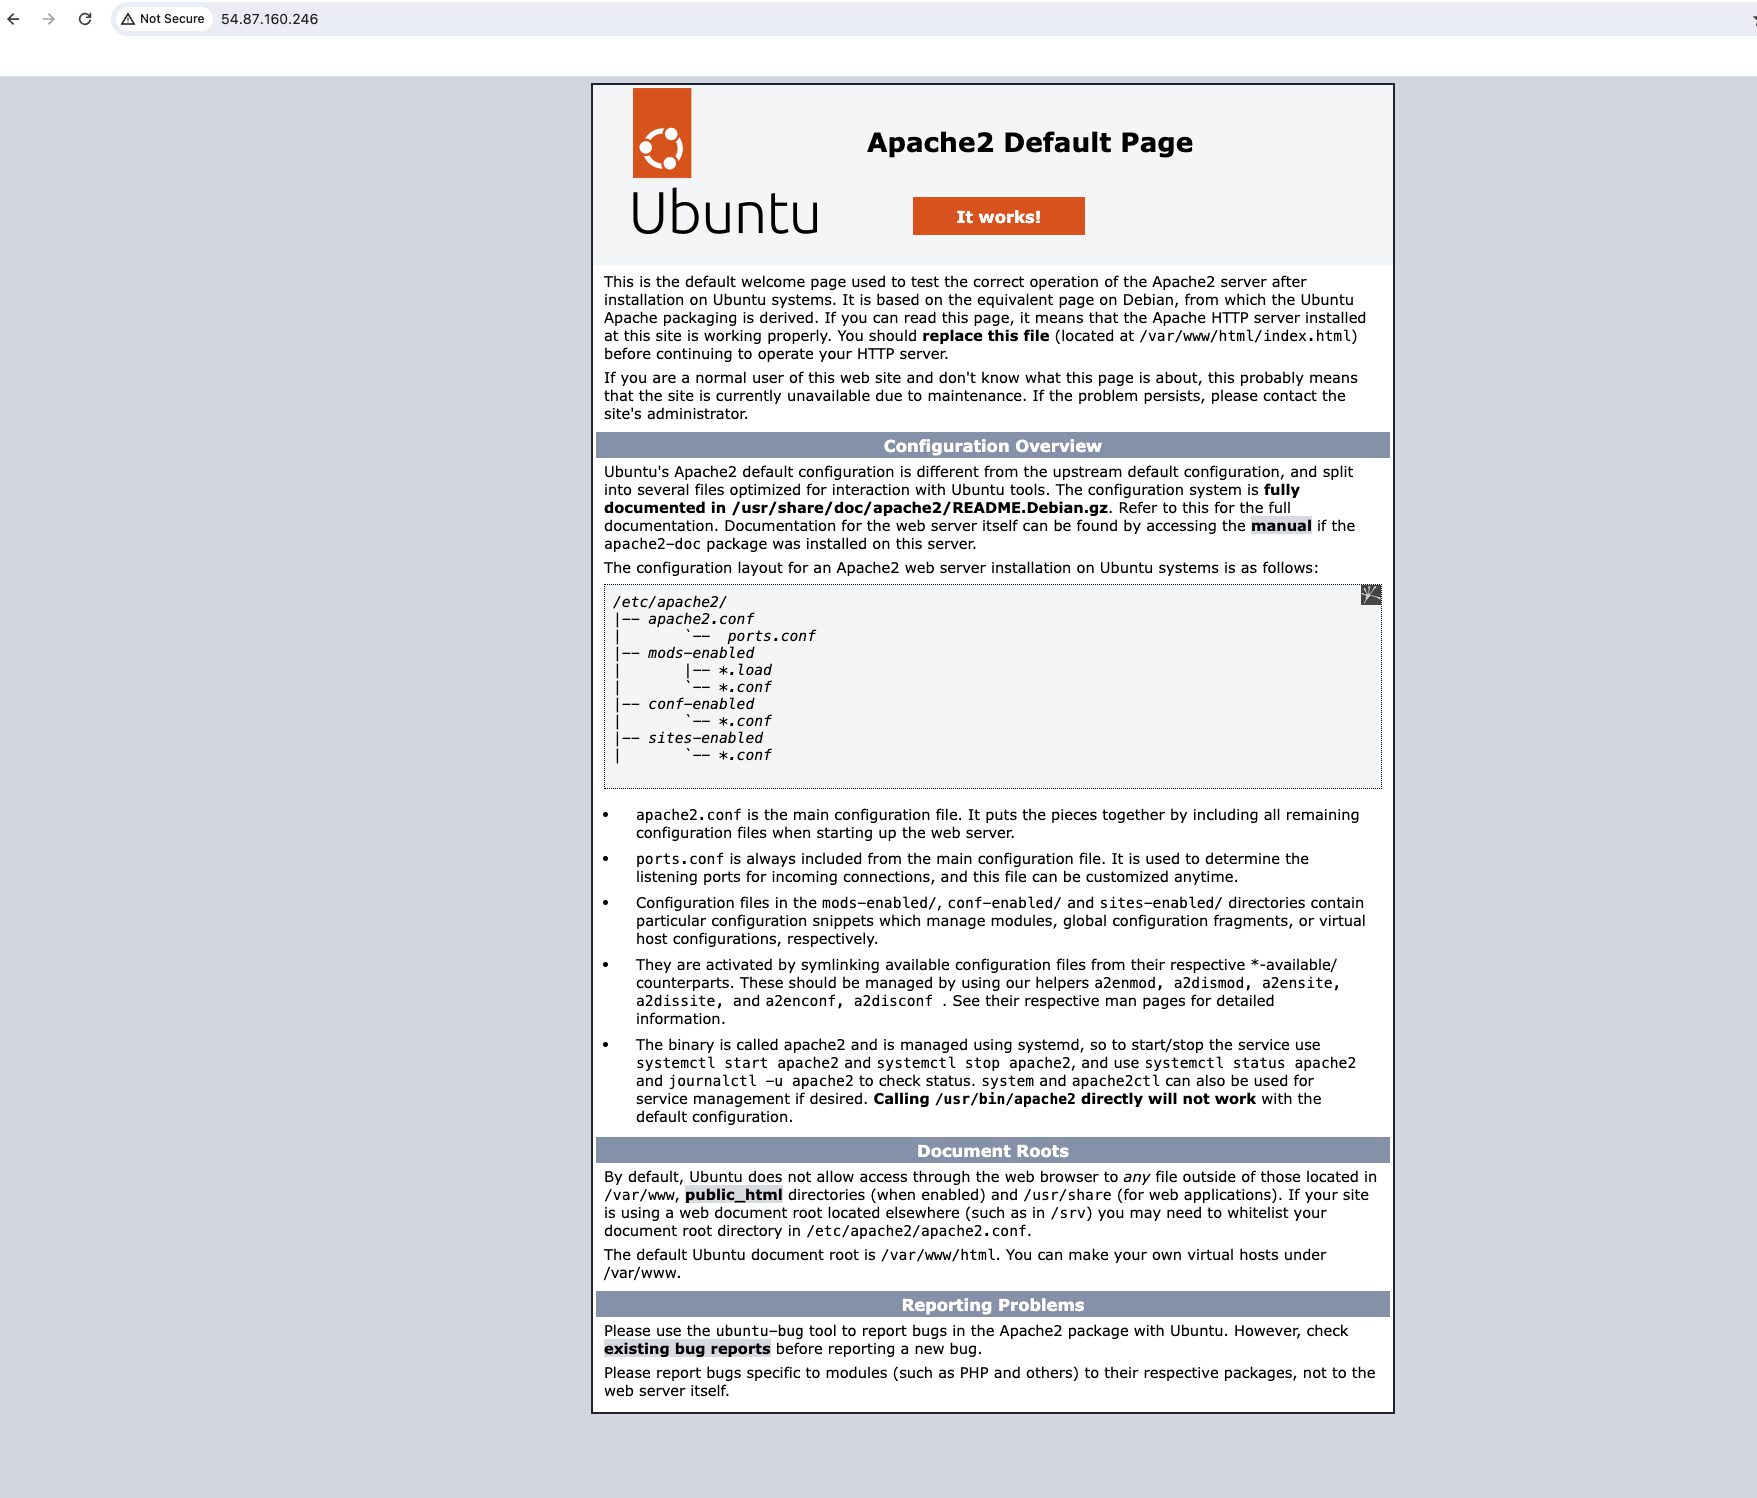 Not Secure 54.87.160.246
Apache2 Default Page
Ubuntu
It works!
This is the default welcome page used to test the correct operation of the Apache2 server after
installation on Ubuntu systems. It is based on the equivalent page on Debian, from which the Ubuntu
Apache packaging is derived. If you can read this page, it means that the Apache HTTP server installed
at this site is working properly. You should replace this file (located at /var/www/html/index.html)
before continuing to operate your HTTP server.
If you are a normal user of this web site and don't know what this page is about, this probably means
that the site is currently unavailable due to maintenance. If the problem persists, please contact the
site's administrator.
Configuration Overview
Ubuntu's Apache2 default configuration is different from the upstream default configuration, and split
into several files optimized for interaction with Ubuntu tools. The configuration system is fully
documented in /usr/share/doc/apache2/README.Debian.gz. Refer to this for the full
documentation. Documentation for the web server itself can be found by accessing the manual if the
apache2-doc package was installed on this server.
The configuration layout for an Apache2 web server installation on Ubuntu systems is as follows:
/etc/apache2/
|-- apache2.conf
|       `--  ports.conf
|-- mods-enabled
|       |-- *.load
|       `-- *.conf
|-- conf-enabled
|       `-- *.conf
|-- sites-enabled
|       `-- *.conf
• apache2.conf is the main configuration file. It puts the pieces together by including all remaining
configuration files when starting up the web server.
• ports.conf is always included from the main configuration file. It is used to determine the
listening ports for incoming connections, and this file can be customized anytime.
• Configuration files in the mods-enabled/, conf-enabled/ and sites-enabled/ directories contain
particular configuration snippets which manage modules, global configuration fragments, or virtual
host configurations, respectively.
• They are activated by symlinking available configuration files from their respective *-available/
counterparts. These should be managed by using our helpers a2enmod, a2dismod, a2ensite,
a2dissite, and a2enconf, a2disconf . See their respective man pages for detailed
information.
• The binary is called apache2 and is managed using systemd, so to start/stop the service use
systemctl start apache2 and systemctl stop apache2, and use systemctl status apache2
and journalctl -u apache2 to check status. system and apache2ctl can also be used for
service management if desired. Calling /usr/bin/apache2 directly will not work with the
default configuration.
Document Roots
By default, Ubuntu does not allow access through the web browser to any file outside of those located in
/var/www, public_html directories (when enabled) and /usr/share (for web applications). If your site
is using a web document root located elsewhere (such as in /srv) you may need to whitelist your
document root directory in /etc/apache2/apache2.conf.
The default Ubuntu document root is /var/www/html. You can make your own virtual hosts under
/var/www.
Reporting Problems
Please use the ubuntu-bug tool to report bugs in the Apache2 package with Ubuntu. However, check
existing bug reports before reporting a new bug.
Please report bugs specific to modules (such as PHP and others) to their respective packages, not to the
web server itself.